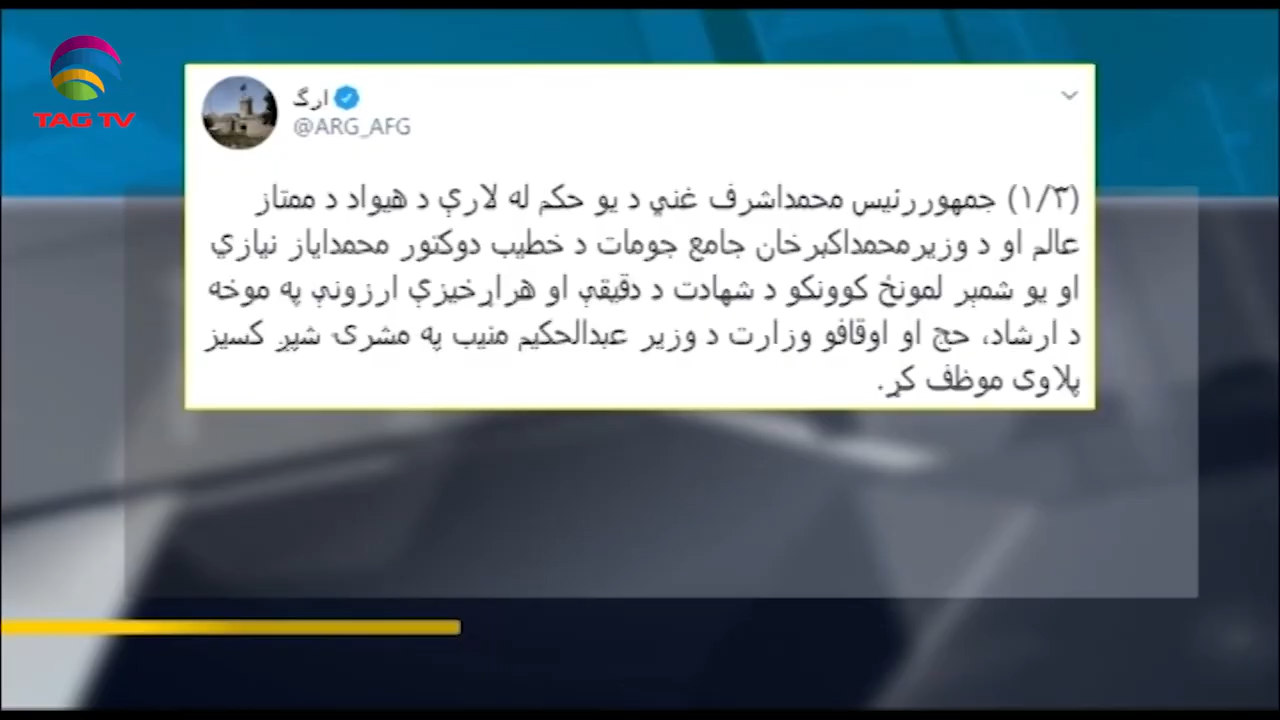 TAG TV
ارگ
@ARG_AFG
(۱/۳) جمهوررئیس محمداشرف غني د یو حکم له لارې د هیواد د ممتاز
عالم او د وزیرمحمداکبرخان جامع جومات د خطیب دوکتور محمدایاز نیازي
او یو شمېر لمونځ کوونکو د شهادت د دقیقې او هراړخیزې ارزونې په موخه
د ارشاد، حج او اوقافو وزارت د وزیر عبدالحکیم منیب په مشرۍ شپږ کسیز
پلاوی موظف کړ.